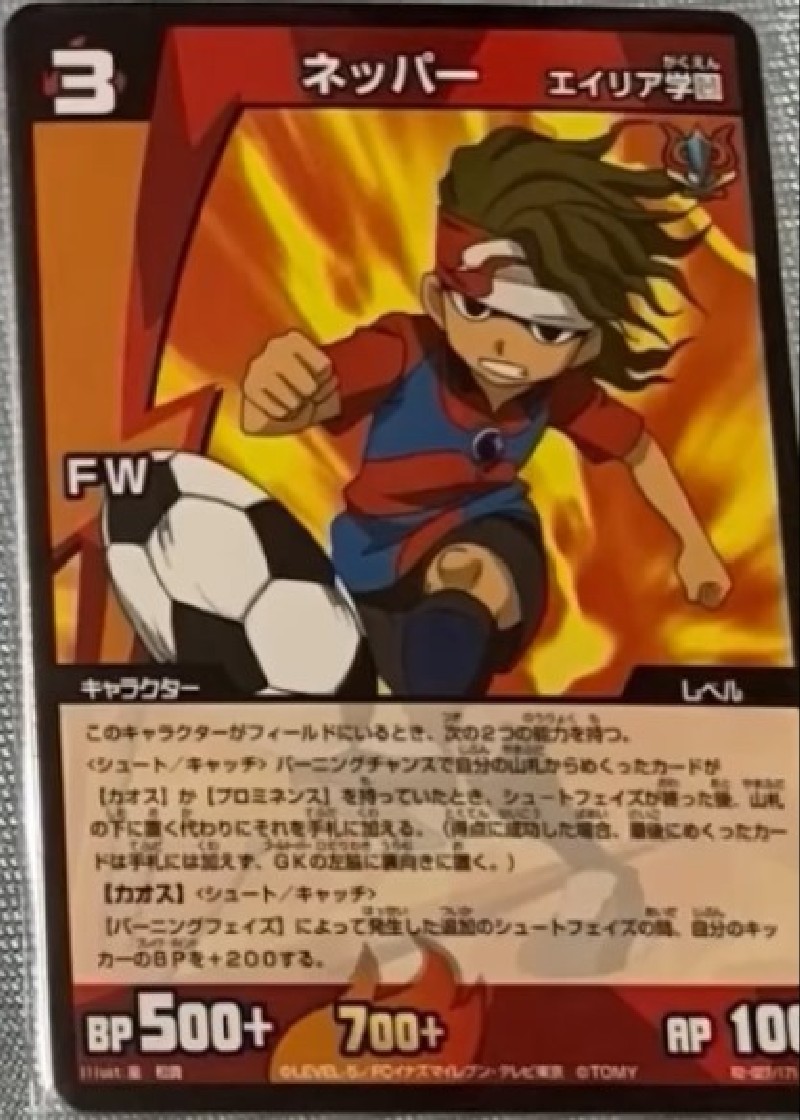 3 ネッパー エイリア学園
がくえん
FW
キャラクター レベル
このキャラクターがフィールドにいるとき、次の2つの能力を持つ。
<シュート/キャッチ> バーニングチャンスで自分の山札からめくったカードが
【カオス】か【プロミネンス】を持っていたとき、シュートフェイズが終った後、山札
の下に置く代わりにそれを手札に加える。(得点に成功した場合、最後にめくったカー
ドは手札には加えず、GKの左脇に裏向きに置く。)
【カオス】<シュート/キャッチ>
【バーニングフェイズ】によって発生した追加のシュートフェイズの間、自分のキッ
カーのBPを+200する。
BP 500+ 700+ AP 100
©LEVEL-5/FCイナズマイレブン・テレビ東京 ©TOMY